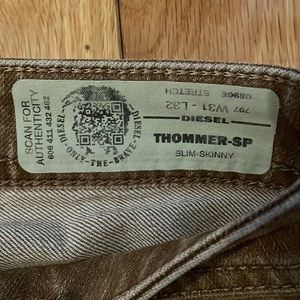 SCAN FOR
AUTHENTICITY
606 411 432 462
DIESEL
DIESEL
ONLY-THE-BRAVE
STRETCH
797 W31 - L32
DIESEL
THOMMER-SP
SLIM-SKINNY